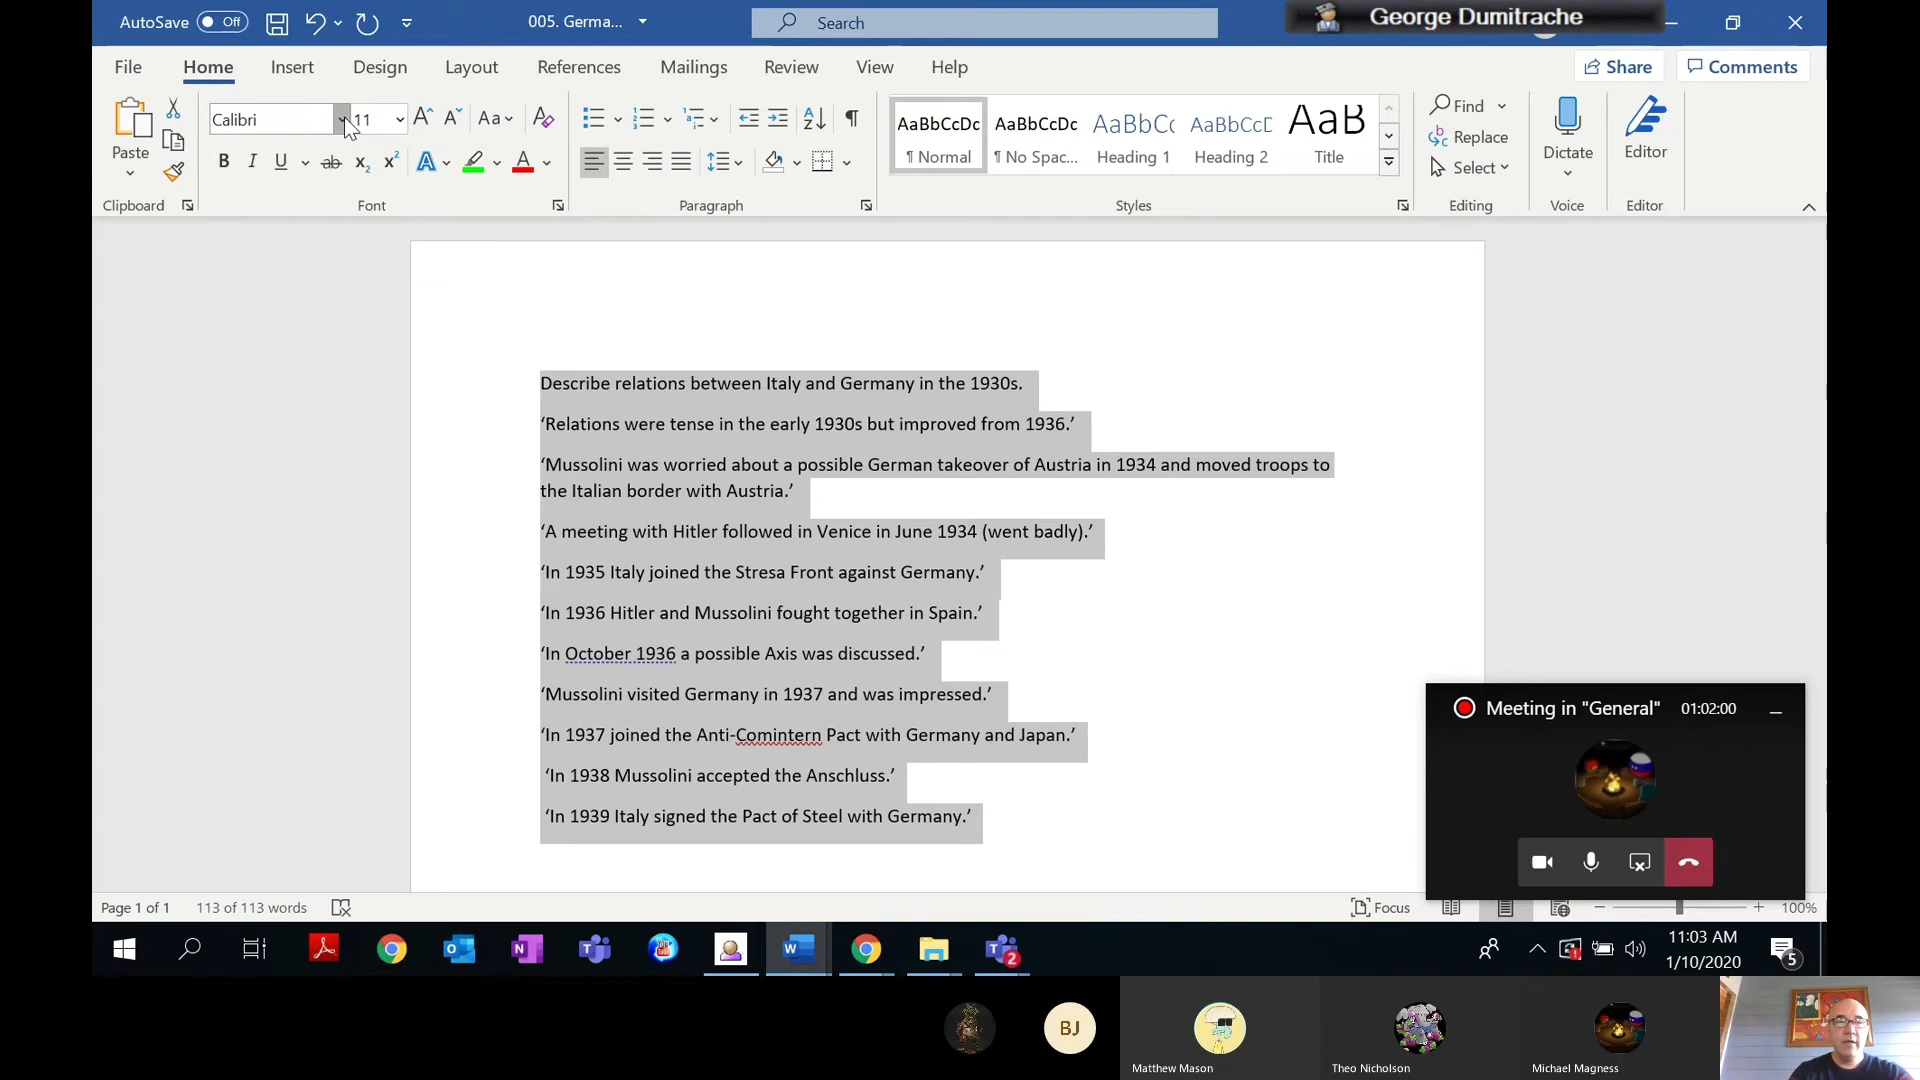 AutoSave Off 005. Germa... Search George Dumitrache
File Home Insert Design Layout References Mailings Review View Help Share Comments
Calibri 11 Aa AaBbCcDc AaBbCcDc AaBbCc AaBbCcD AaB Find
Paste ¶ Normal ¶ No Spac... Heading 1 Heading 2 Title Replace Dictate Editor
B I U ab x₂ x² A A Select
Clipboard Font Paragraph Styles Editing Voice Editor
Describe relations between Italy and Germany in the 1930s.
‘Relations were tense in the early 1930s but improved from 1936.’
‘Mussolini was worried about a possible German takeover of Austria in 1934 and moved troops to
the Italian border with Austria.’
‘A meeting with Hitler followed in Venice in June 1934 (went badly).’
‘In 1935 Italy joined the Stresa Front against Germany.’
‘In 1936 Hitler and Mussolini fought together in Spain.’
‘In October 1936 a possible Axis was discussed.’
‘Mussolini visited Germany in 1937 and was impressed.’
‘In 1937 joined the Anti-Comintern Pact with Germany and Japan.’
‘In 1938 Mussolini accepted the Anschluss.’
‘In 1939 Italy signed the Pact of Steel with Germany.’
Meeting in "General" 01:02:00
Page 1 of 1 113 of 113 words Focus 100%
11:03 AM
1/10/2020
2
5
BJ
Matthew Mason Theo Nicholson Michael Magness